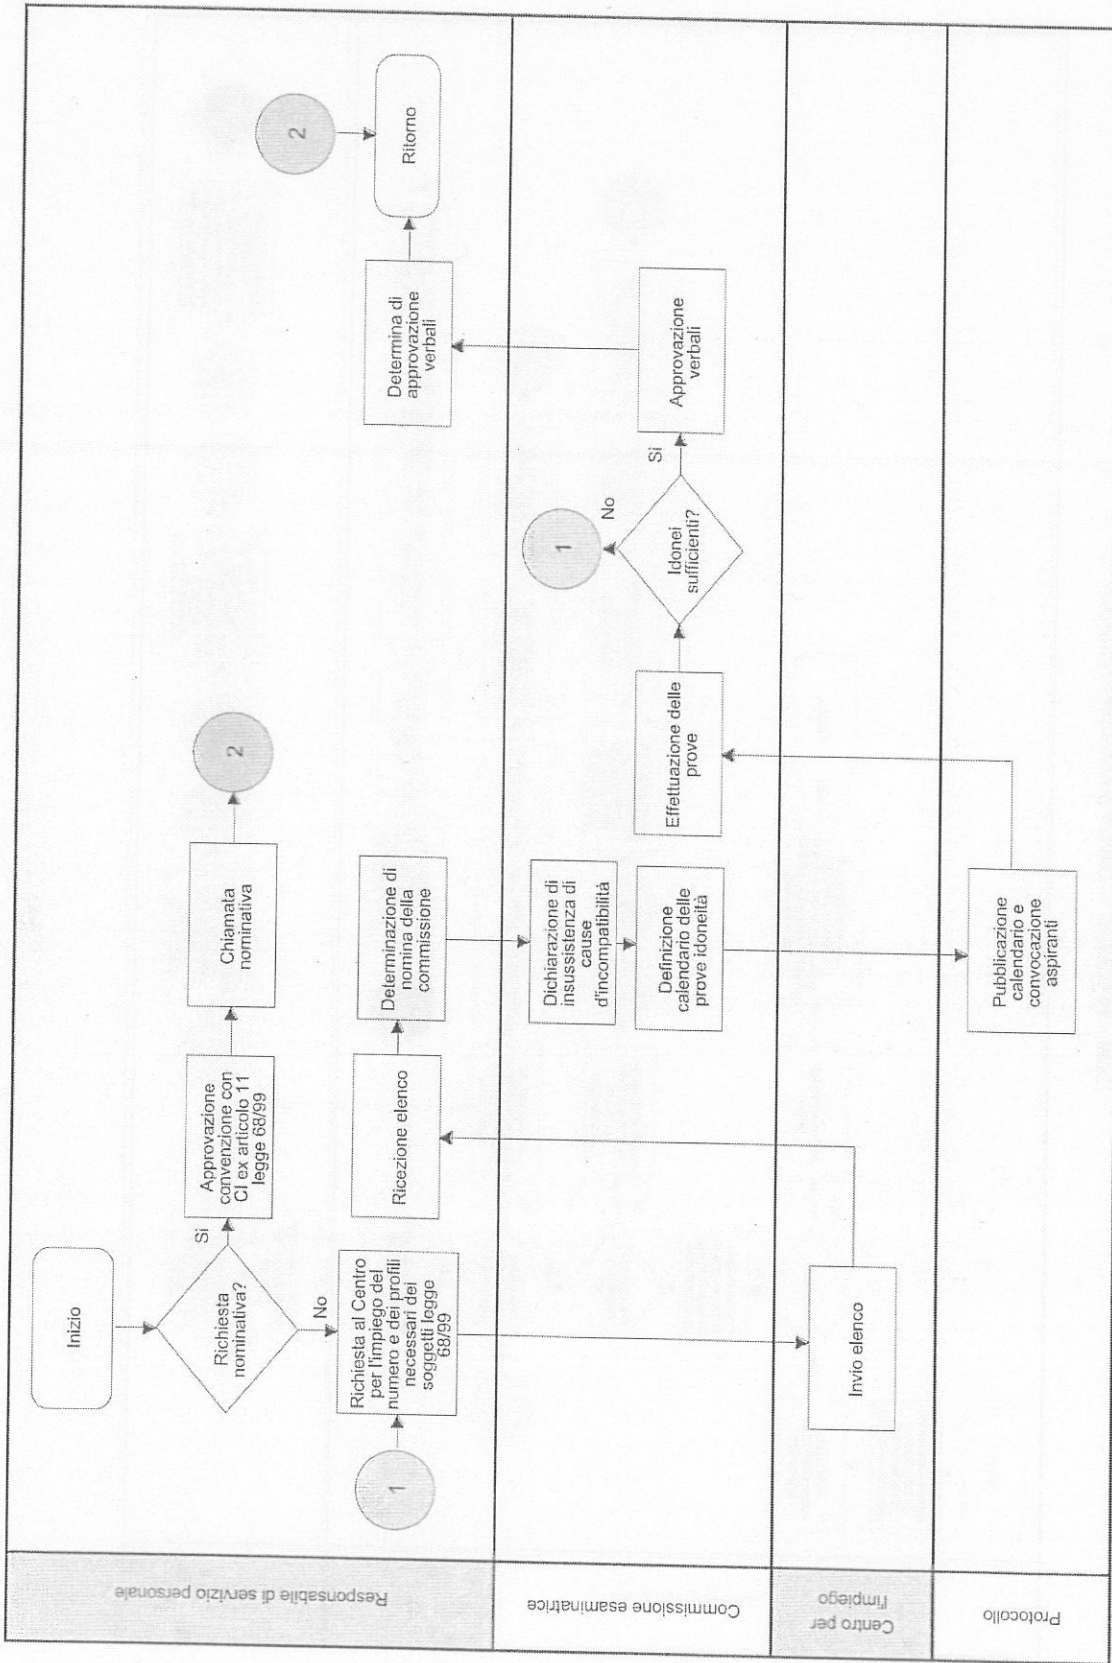 Responsabile di servizio personale
Inizio
Richiesta
nominativa?
Si
No
Approvazione
convenzione con
CI ex articolo 11
legge 68/99
Chiamata
nominativa
2
1
Richiesta al Centro
per l'impiego del
numero e dei profili
necessari dei
soggetti legge
68/99
Ricezione elenco
Determinazione di
nomina della
commissione
Determina di
approvazione
verbali
2
Ritorno
Commissione esaminatrice
Dichiarazione di
insussistenza di
cause
d'incompatibilità
Definizione
calendario delle
prove idoneità
Effettuazione delle
prove
Idonei
sufficienti?
No
1
Si
Approvazione
verbali
Centro per
l'impiego
Invio elenco
Protocollo
Pubblicazione
calendario e
convocazione
aspiranti